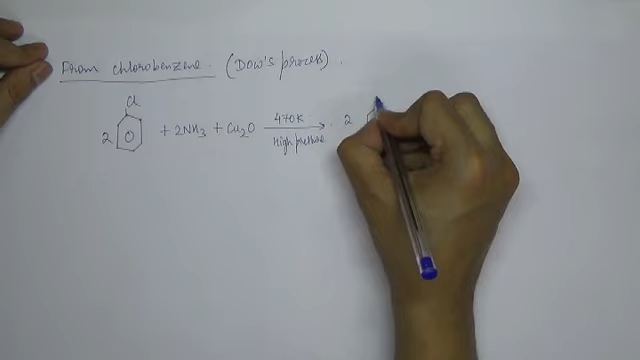 From chlorobenzene. (Dow's process).
Cl
2 + 2NH3 + Cu2O 470K High pressure 2